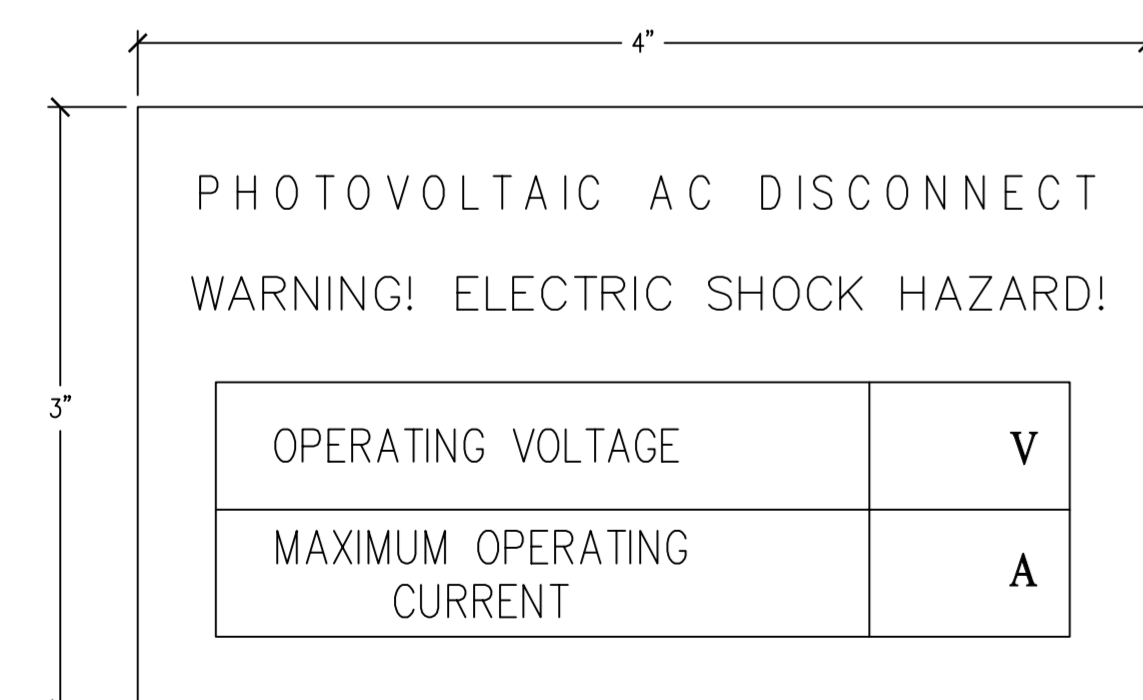 4”
PHOTOVOLTAIC AC DISCONNECT
WARNING! ELECTRIC SHOCK HAZARD!
3”
OPERATING VOLTAGE V
MAXIMUM OPERATING
CURRENT A